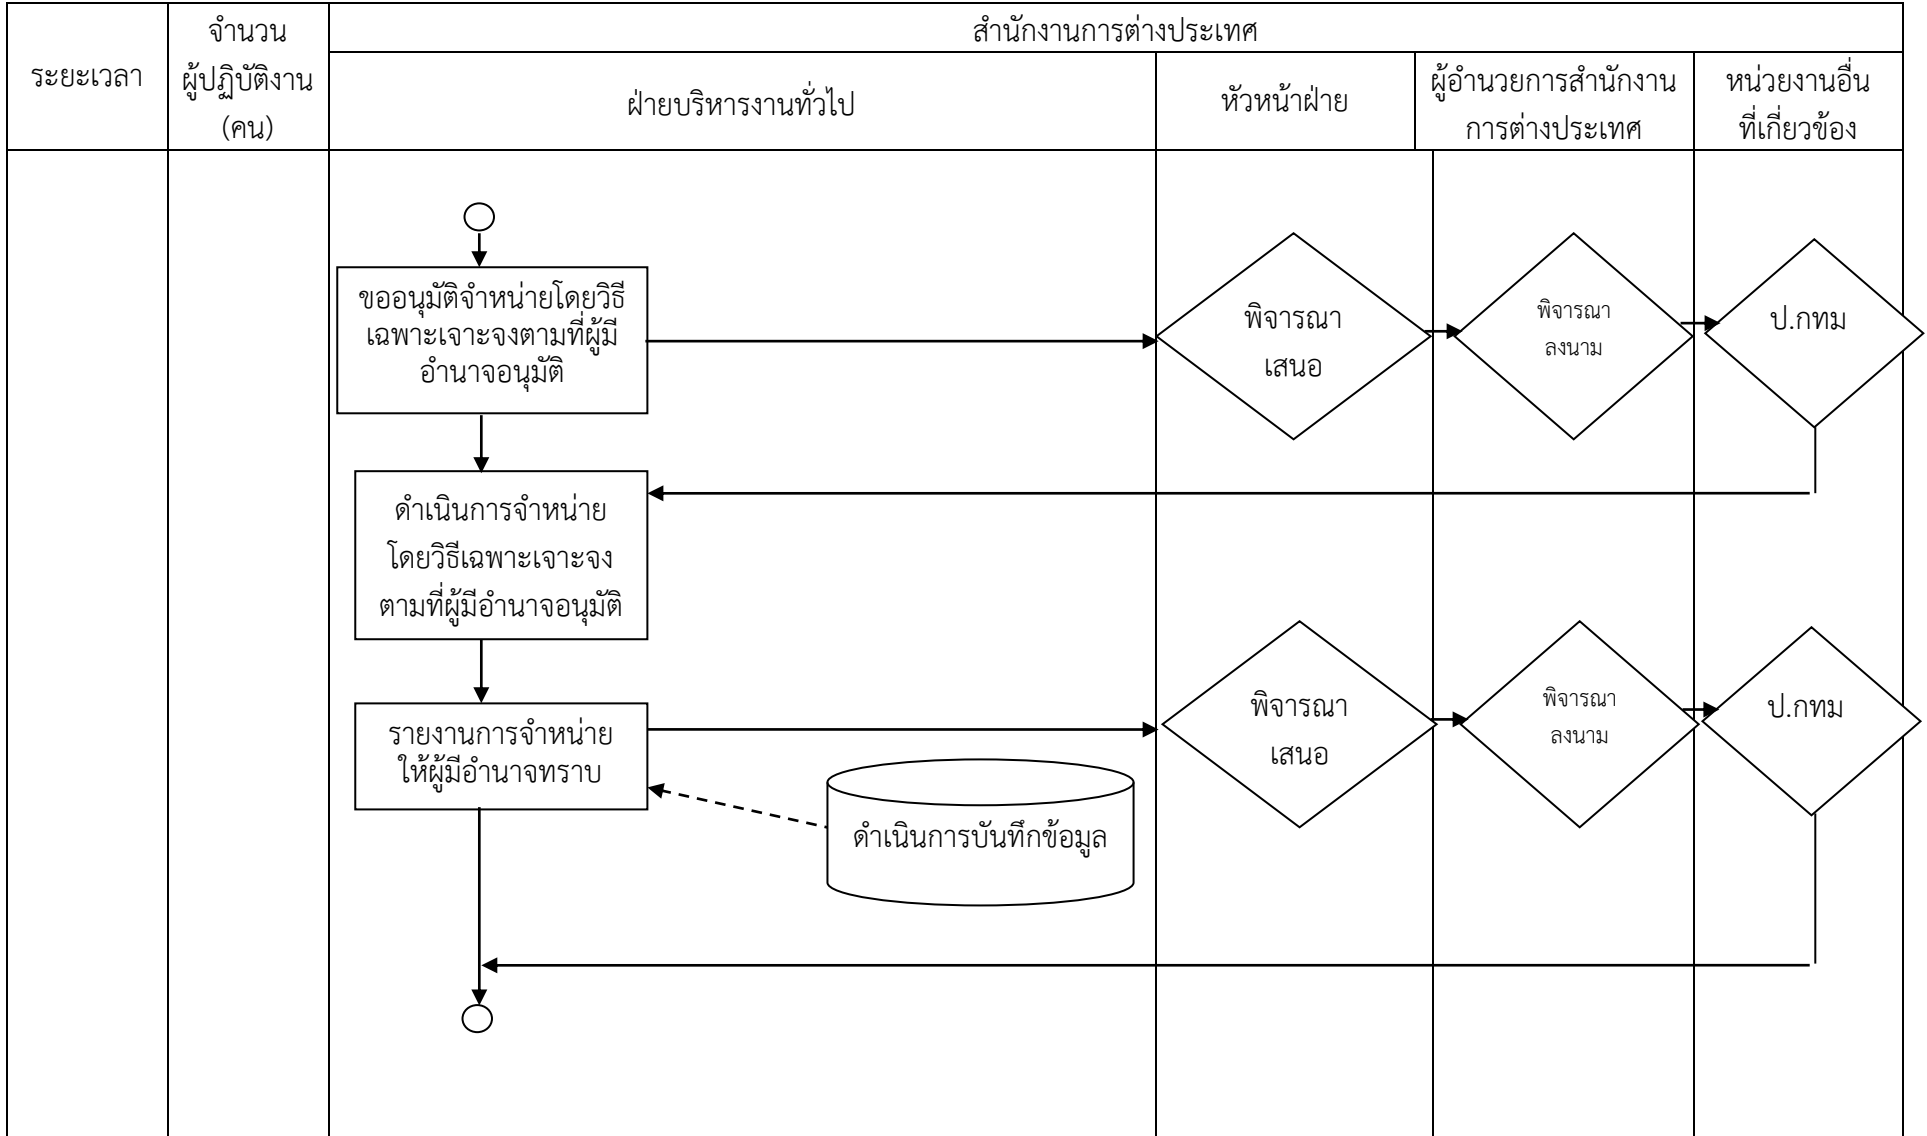 ระยะเวลา
จำนวน
ผู้ปฏิบัติงาน
(คน)
สำนักงานการต่างประเทศ
ฝ่ายบริหารงานทั่วไป
หัวหน้าฝ่าย
ผู้อำนวยการสำนักงาน
การต่างประเทศ
หน่วยงานอื่น
ที่เกี่ยวข้อง
ขออนุมัติจำหน่ายโดยวิธี
เฉพาะเจาะจงตามที่ผู้มี
อำนาจอนุมัติ
พิจารณา
เสนอ
พิจารณา
ลงนาม
ป.กทม
ดำเนินการจำหน่าย
โดยวิธีเฉพาะเจาะจง
ตามที่ผู้มีอำนาจอนุมัติ
รายงานการจำหน่าย
ให้ผู้มีอำนาจทราบ
พิจารณา
เสนอ
พิจารณา
ลงนาม
ป.กทม
ดำเนินการบันทึกข้อมูล